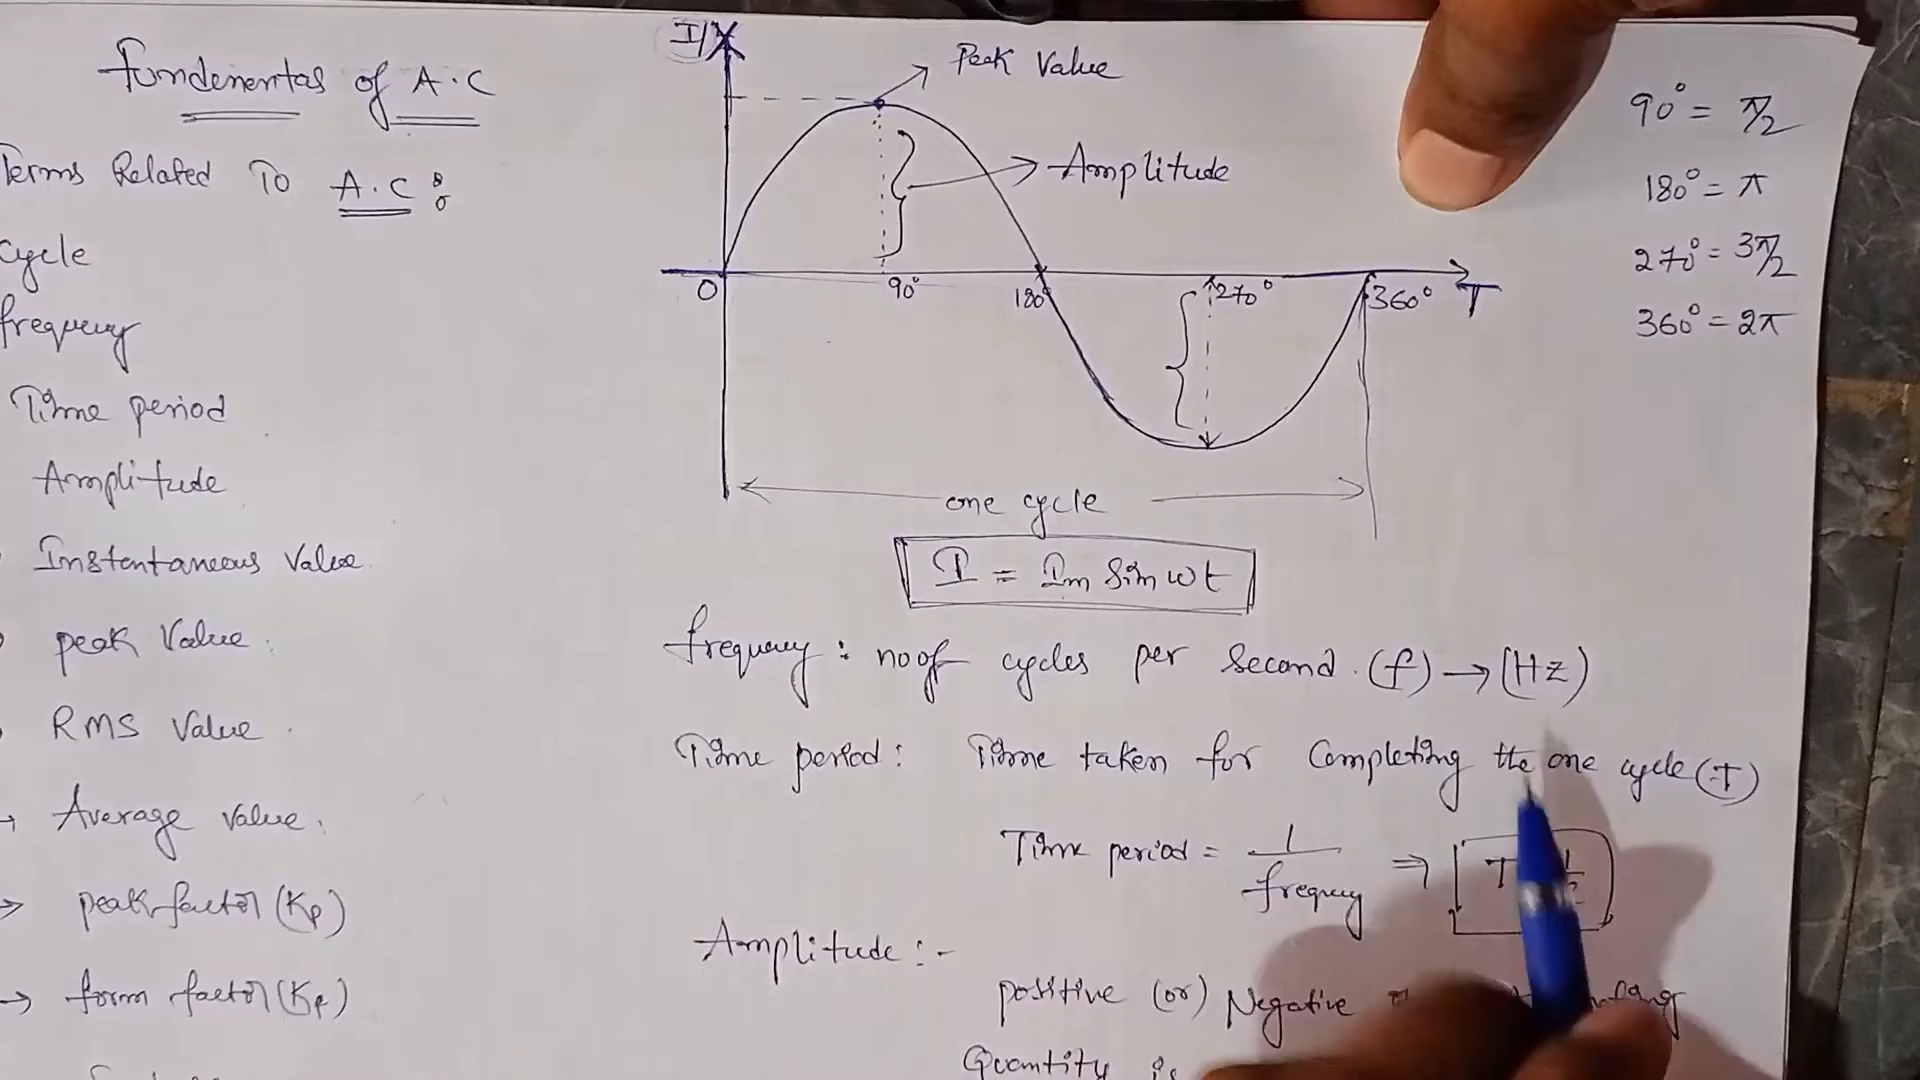 Fundementas of A.C
Terms Related To A.C :
Cycle
frequency
Time period
Amplitude
Instantaneous Value
peak Value.
RMS Value.
→ Average value.
→ peak factor (Kp)
→ form factor (Kf)
Peak Value
Amplitude
0
90°
180°
270°
360°
T
one cycle
I = Im Sin ωt
90° = π/2
180° = π
270° = 3π/2
360° = 2π
frequency : no of cycles per second. (f) → (Hz)
Time period : Time taken for Completing the one cycle (T)
Time period = 1/frequency ⇒ T
Amplitude :-
positive (or) Negative
Quantity is